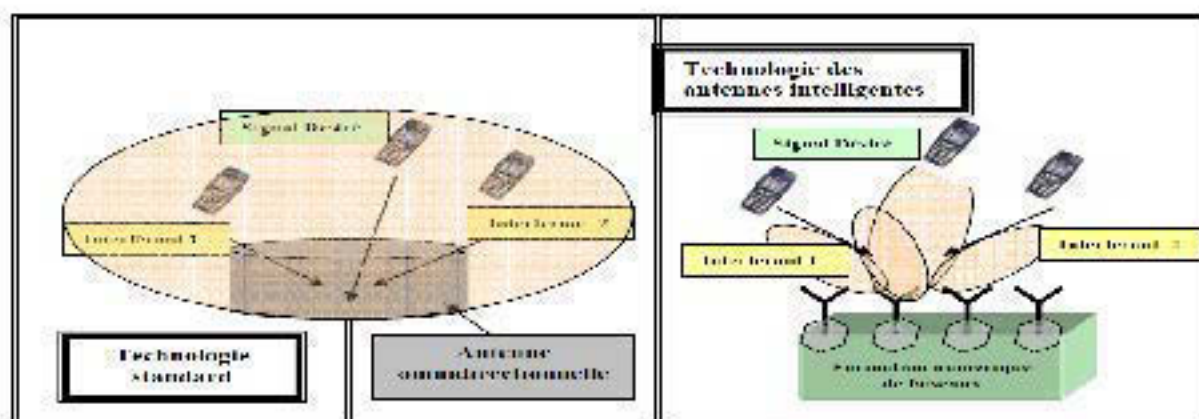 Signal Désiré
Interférent 1
Interférent 2
Technologie
standard
Antenne
omnidirectionnelle
Technologie des
antennes intelligentes
Signal Désiré
Interférent 1
Interférent 2
Formation numérique
de faisceaux